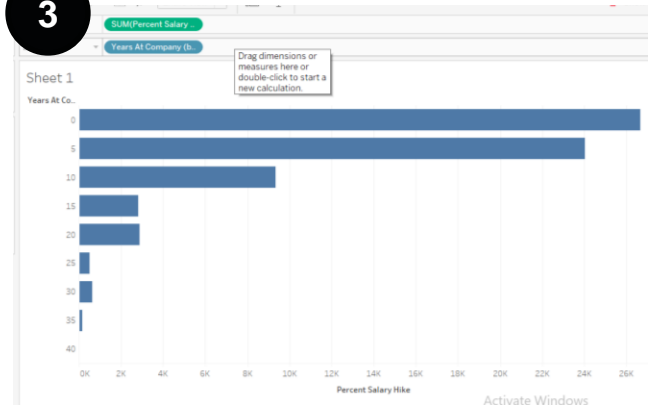 3
SUM(Percent Salary ..
Years At Company (b..
Drag dimensions or
measures here or
double-click to start a
new calculation.
Sheet 1
Years At Co..
0
5
10
15
20
25
30
35
40
0K 2K 4K 6K 8K 10K 12K 14K 16K 18K 20K 22K 24K 26K
Percent Salary Hike
Activate Windows